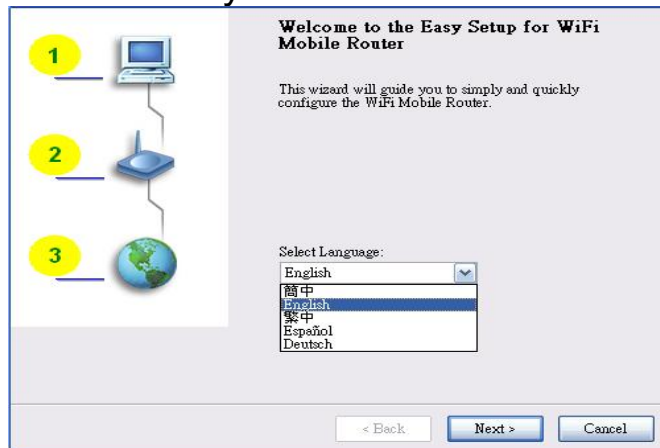 1
2
3
Welcome to the Easy Setup for WiFi
Mobile Router
This wizard will guide you to simply and quickly
configure the WiFi Mobile Router.
Select Language:
English
簡中
English
繁中
Español
Deutsch
< Back
Next >
Cancel